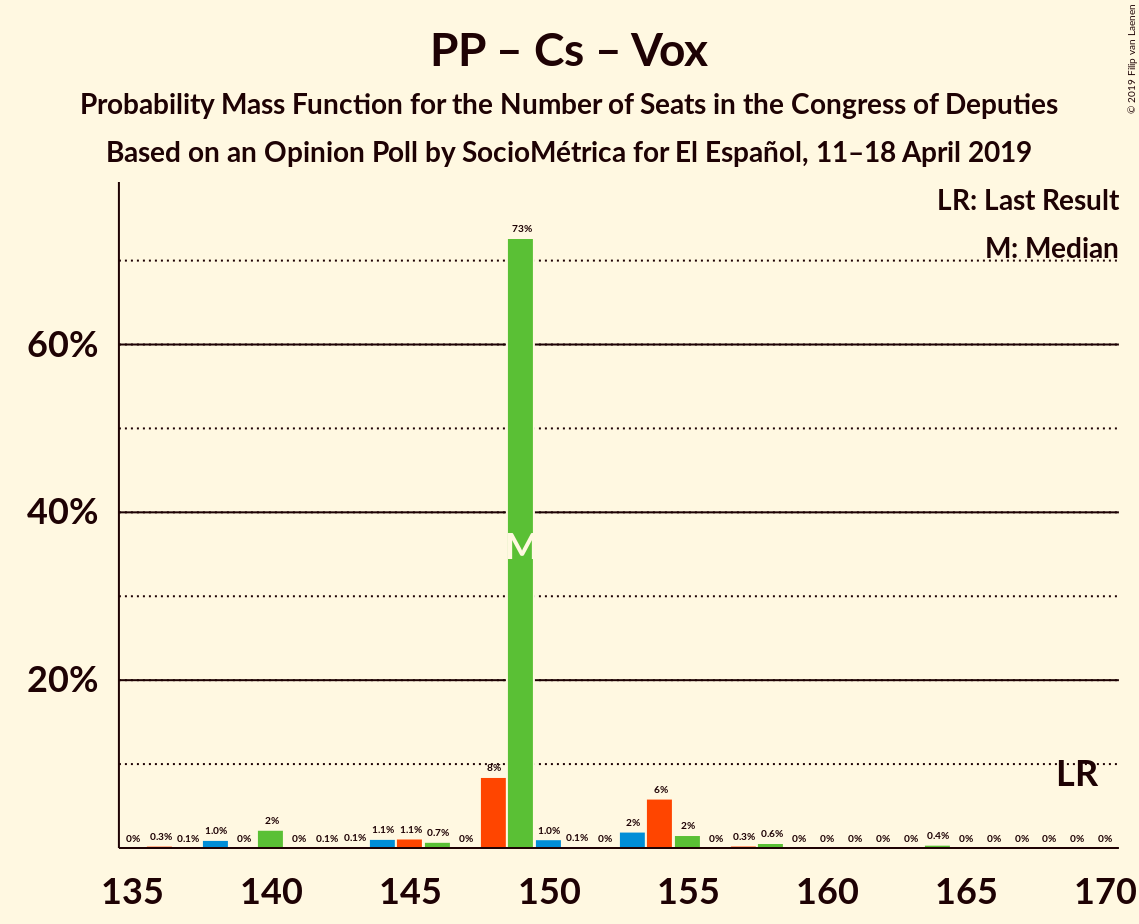 PP – Cs – Vox
Probability Mass Function for the Number of Seats in the Congress of Deputies
Based on an Opinion Poll by SocioMétrica for El Español, 11–18 April 2019
© 2019 Filip van Laenen
LR: Last Result
M: Median
60%
40%
20%
73%
M
LR
0% 0.3% 0.1% 1.0% 0% 2% 0% 0.1% 0.1% 1.1% 1.1% 0.7% 0% 8% 1.0% 0.1% 0% 2% 6% 2% 0% 0.3% 0.6% 0% 0% 0% 0% 0% 0.4% 0% 0% 0% 0% 0% 0%
135 140 145 150 155 160 165 170